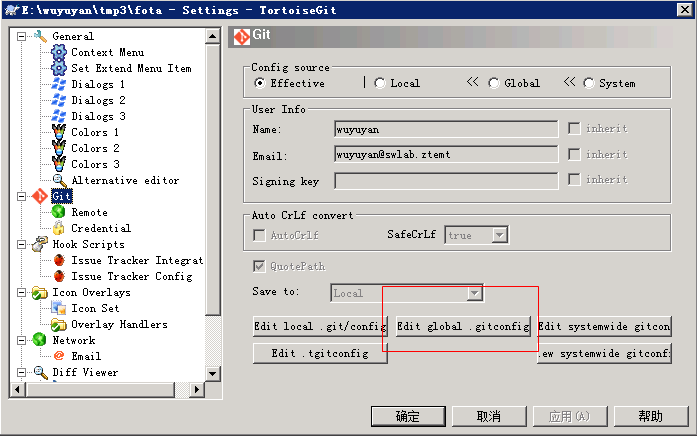 E:\wuyuyan\tmp3\fota - Settings - TortoiseGit
General
Context Menu
Set Extend Menu Item
Dialogs 1
Dialogs 2
Dialogs 3
Colors 1
Colors 2
Colors 3
Alternative editor
Git
Remote
Credential
Hook Scripts
Issue Tracker Integrat
Issue Tracker Config
Icon Overlays
Icon Set
Overlay Handlers
Network
Email
Diff Viewer
Git
Config source
Effective | Local << Global << System
User Info
Name: wuyuyan inherit
Email: wuyuyan@swlab.ztemt inherit
Signing key inherit
Auto CrLf convert
AutoCrlf SafeCrLf true
QuotePath
Save to: Local
Edit local .git/config Edit global .gitconfig Edit systemwide gitcon
Edit .tgitconfig ew systemwide gitconfi
确定 取消 应用(A) 帮助